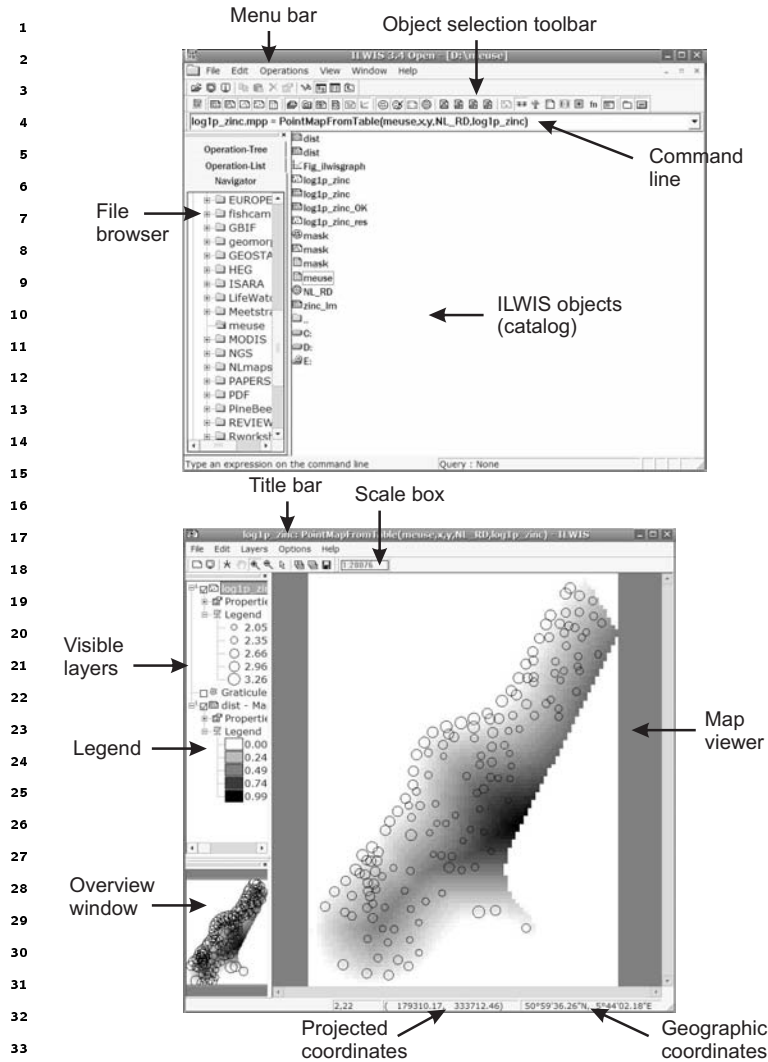 1
Menu bar
Object selection toolbar
2
ILWIS 3.4 Open - [D:\meuse]
File Edit Operations View Window Help
3
4
log1p_zinc.mpp = PointMapFromTable(meuse,x,y,NL_RD,log1p_zinc)
Command
line
5
Operation-Tree
Operation-List
Navigator
6
File
browser
7
EUROPE
fishcam
GBIF
8
geomorp
GEOSTA
HEG
9
ISARA
LifeWatc
10
Meetstra
meuse
11
MODIS
NGS
NLmaps
12
PAPERS
PDF
13
PineBee
REVIEW
14
Rworksh
dist
dist
Fig_ilwisgraph
log1p_zinc
log1p_zinc
log1p_zinc_OK
log1p_zinc_res
mask
mask
mask
meuse
NL_RD
zinc_lm
..
C:
D:
E:
ILWIS objects
(catalog)
15
Type an expression on the command line
Query : None
16
Title bar
Scale box
17
log1p_zinc: PointMapFromTable(meuse,x,y,NL_RD,log1p_zinc) - ILWIS
File Edit Layers Options Help
18
1:28076
19
log1p_zin
Propertie
Legend
20
2.05
2.35
21
Visible
layers
2.66
2.96
3.26
22
Graticule
dist - Ma
23
Propertie
Legend
Legend
Map
viewer
24
0.00
0.24
0.49
25
0.74
0.99
26
27
28
Overview
window
29
30
31
2,22
( 179310.17, 333712.46)
50°59'36.26"N, 5°44'02.18"E
32
Projected
coordinates
Geographic
coordinates
33